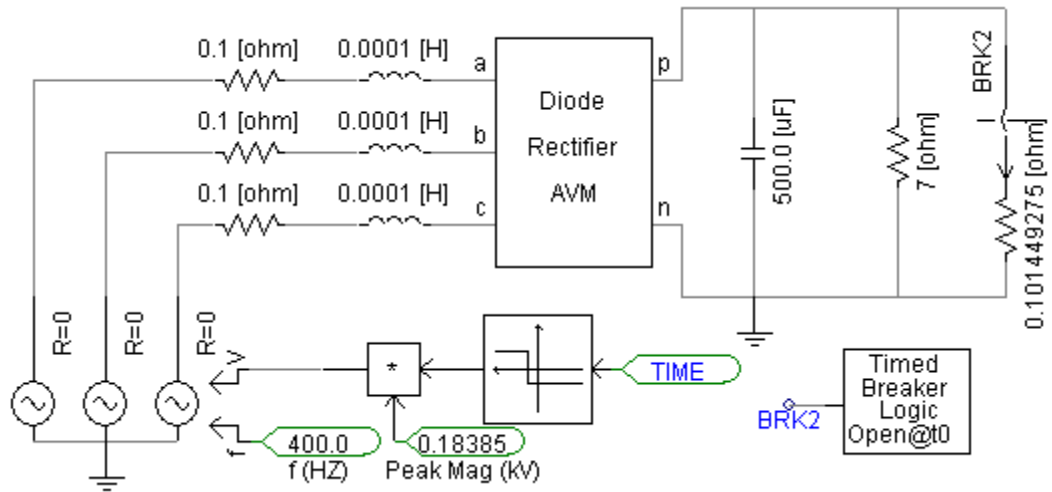 0.1 [ohm]
0.0001 [H]
a
p
0.1 [ohm]
0.0001 [H]
b
0.1 [ohm]
0.0001 [H]
c
n
Diode
Rectifier
AVM
500.0 [uF]
7 [ohm]
BRK2
0.101449275 [ohm]
R=0
R=0
R=0
V
f
*
TIME
400.0
f (HZ)
0.18385
Peak Mag (kV)
BRK2
Timed
Breaker
Logic
Open@t0